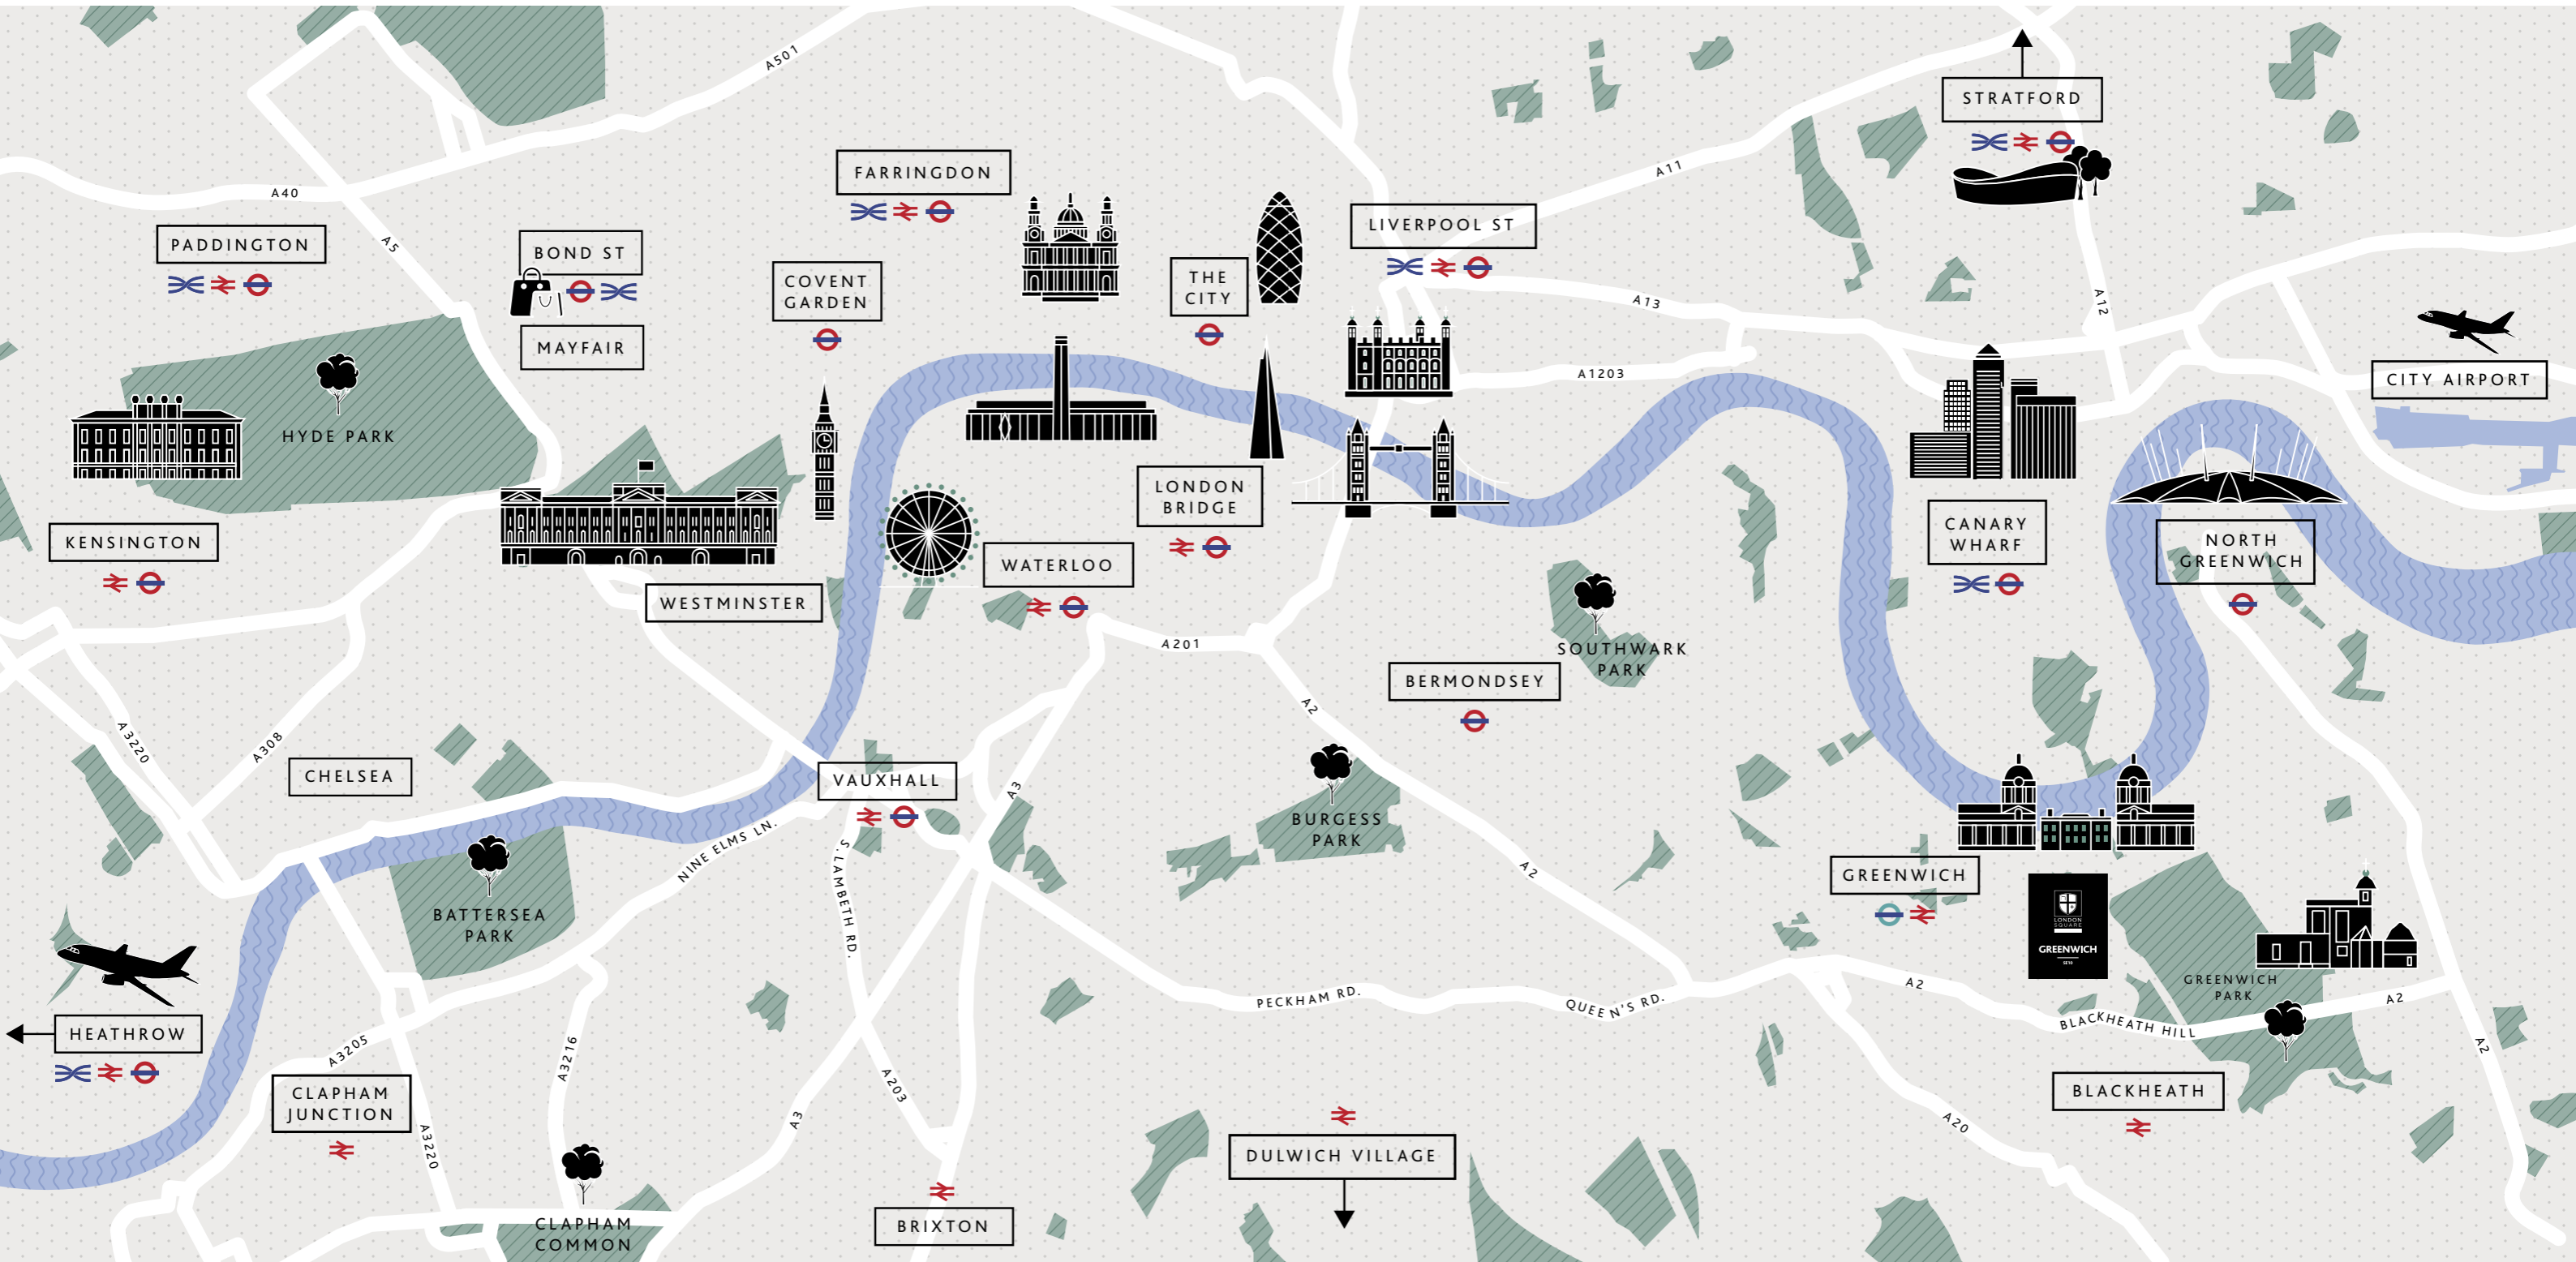 A501
STRATFORD
FARRINGDON
A11
A40
LIVERPOOL ST
PADDINGTON
A5
BOND ST
COVENT
GARDEN
THE
CITY
A13
A12
MAYFAIR
A1203
CITY AIRPORT
HYDE PARK
LONDON
BRIDGE
CANARY
WHARF
NORTH
GREENWICH
KENSINGTON
WATERLOO
WESTMINSTER
A201
SOUTHWARK
PARK
BERMONDSEY
A2
A3220
A308
CHELSEA
VAUXHALL
A3
BURGESS
PARK
NINE ELMS LN.
S. LAMBETH RD.
A2
GREENWICH
BATTERSEA
PARK
LONDON
SQUARE
GREENWICH
SE10
GREENWICH
PARK
PECKHAM RD.
QUEEN'S RD.
A2
A2
BLACKHEATH HILL
HEATHROW
A3205
A3216
A2
CLAPHAM
JUNCTION
A203
BLACKHEATH
A3
A20
A3220
DULWICH VILLAGE
CLAPHAM
COMMON
BRIXTON